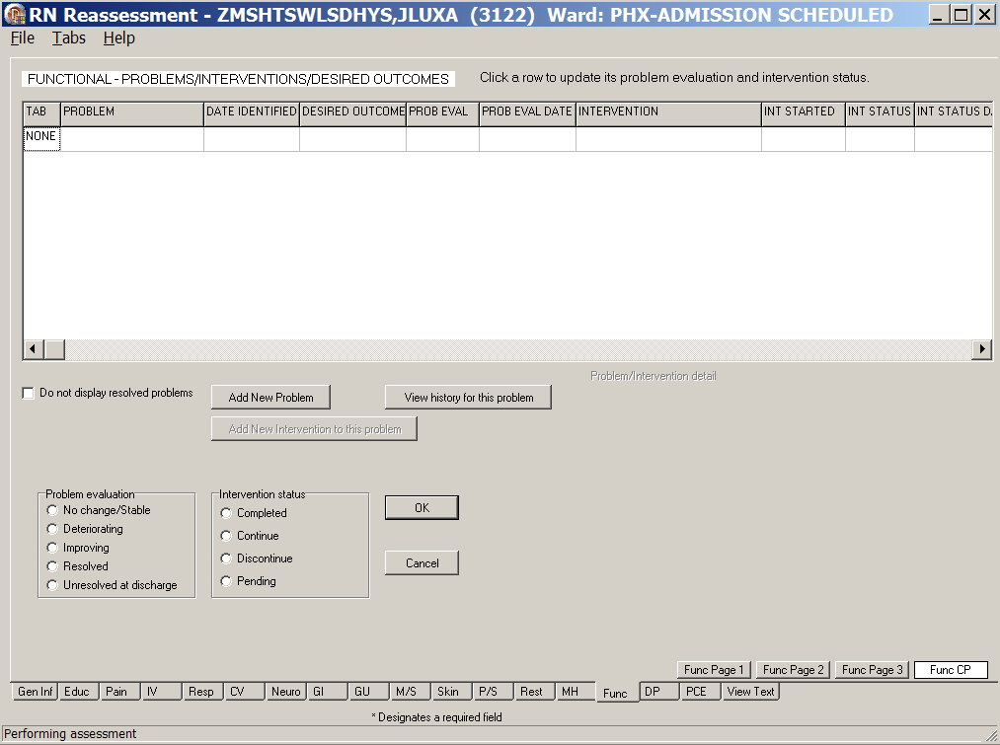 RN Reassessment - ZMSHTSWLSDHYS,JLUXA (3122) Ward: PHX-ADMISSION SCHEDULED
File Tabs Help
FUNCTIONAL - PROBLEMS/INTERVENTIONS/DESIRED OUTCOMES Click a row to update its problem evaluation and intervention status.
TAB PROBLEM DATE IDENTIFIED DESIRED OUTCOME PROB EVAL PROB EVAL DATE INTERVENTION INT STARTED INT STATUS INT STATUS D.
NONE
Problem/Intervention detail
Do not display resolved problems Add New Problem View history for this problem
Add New Intervention to this problem
Problem evaluation
No change/Stable
Deteriorating
Improving
Resolved
Unresolved at discharge
Intervention status
Completed
Continue
Discontinue
Pending
OK
Cancel
Func Page 1 Func Page 2 Func Page 3 Func CP
Gen Inf Educ Pain IV Resp CV Neuro GI GU M/S Skin P/S Rest MH Func DP PCE View Text
* Designates a required field
Performing assessment